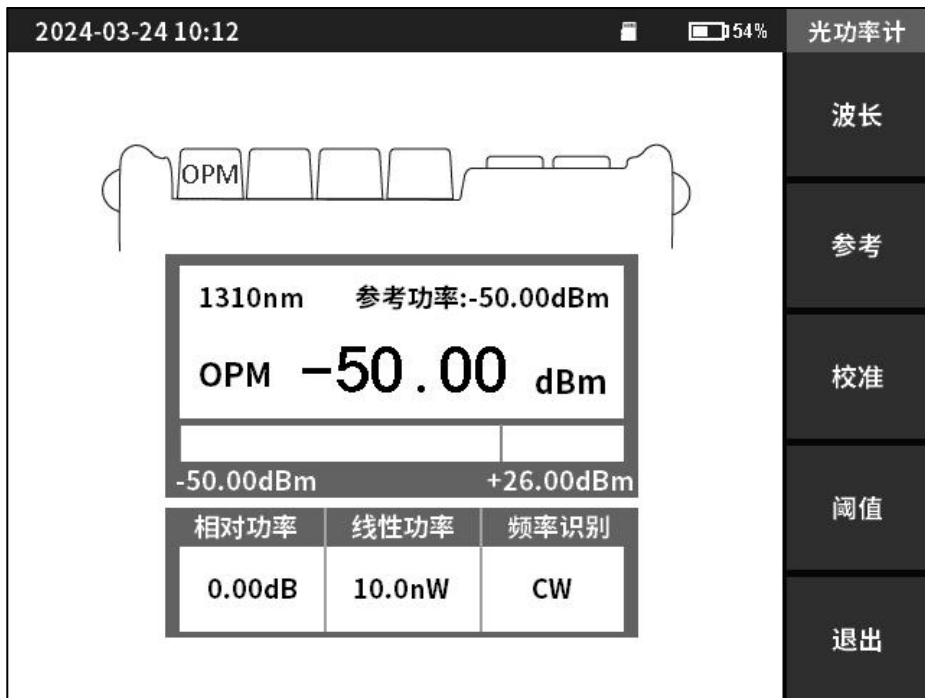 2024-03-24 10:12
54%
光功率计
波长
参考
校准
阈值
退出
OPM
1310nm 参考功率:-50.00dBm
OPM -50.00 dBm
-50.00dBm +26.00dBm
相对功率 线性功率 频率识别
0.00dB 10.0nW CW